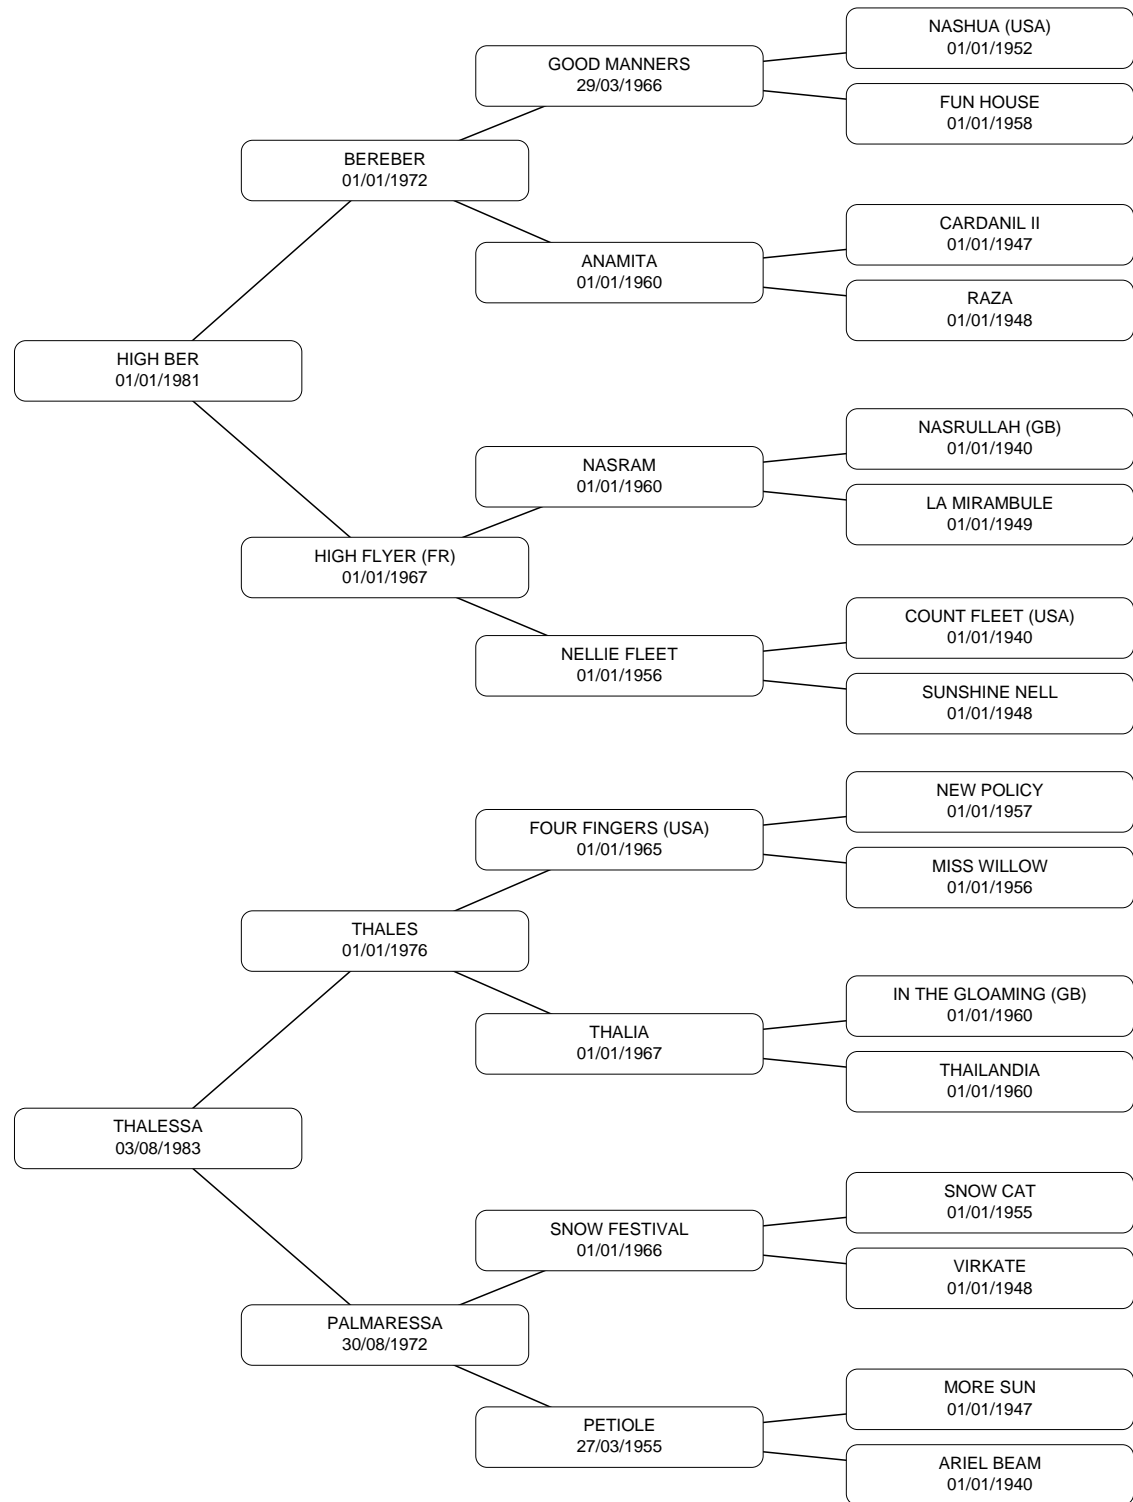 NASHUA (USA)
01/01/1952
GOOD MANNERS
29/03/1966
FUN HOUSE
01/01/1958
BEREBER
01/01/1972
CARDANIL II
01/01/1947
ANAMITA
01/01/1960
RAZA
01/01/1948
HIGH BER
01/01/1981
NASRULLAH (GB)
01/01/1940
NASRAM
01/01/1960
LA MIRAMBULE
01/01/1949
HIGH FLYER (FR)
01/01/1967
COUNT FLEET (USA)
01/01/1940
NELLIE FLEET
01/01/1956
SUNSHINE NELL
01/01/1948
NEW POLICY
01/01/1957
FOUR FINGERS (USA)
01/01/1965
MISS WILLOW
01/01/1956
THALES
01/01/1976
IN THE GLOAMING (GB)
01/01/1960
THALIA
01/01/1967
THAILANDIA
01/01/1960
THALESSA
03/08/1983
SNOW CAT
01/01/1955
SNOW FESTIVAL
01/01/1966
VIRKATE
01/01/1948
PALMARESSA
30/08/1972
MORE SUN
01/01/1947
PETIOLE
27/03/1955
ARIEL BEAM
01/01/1940